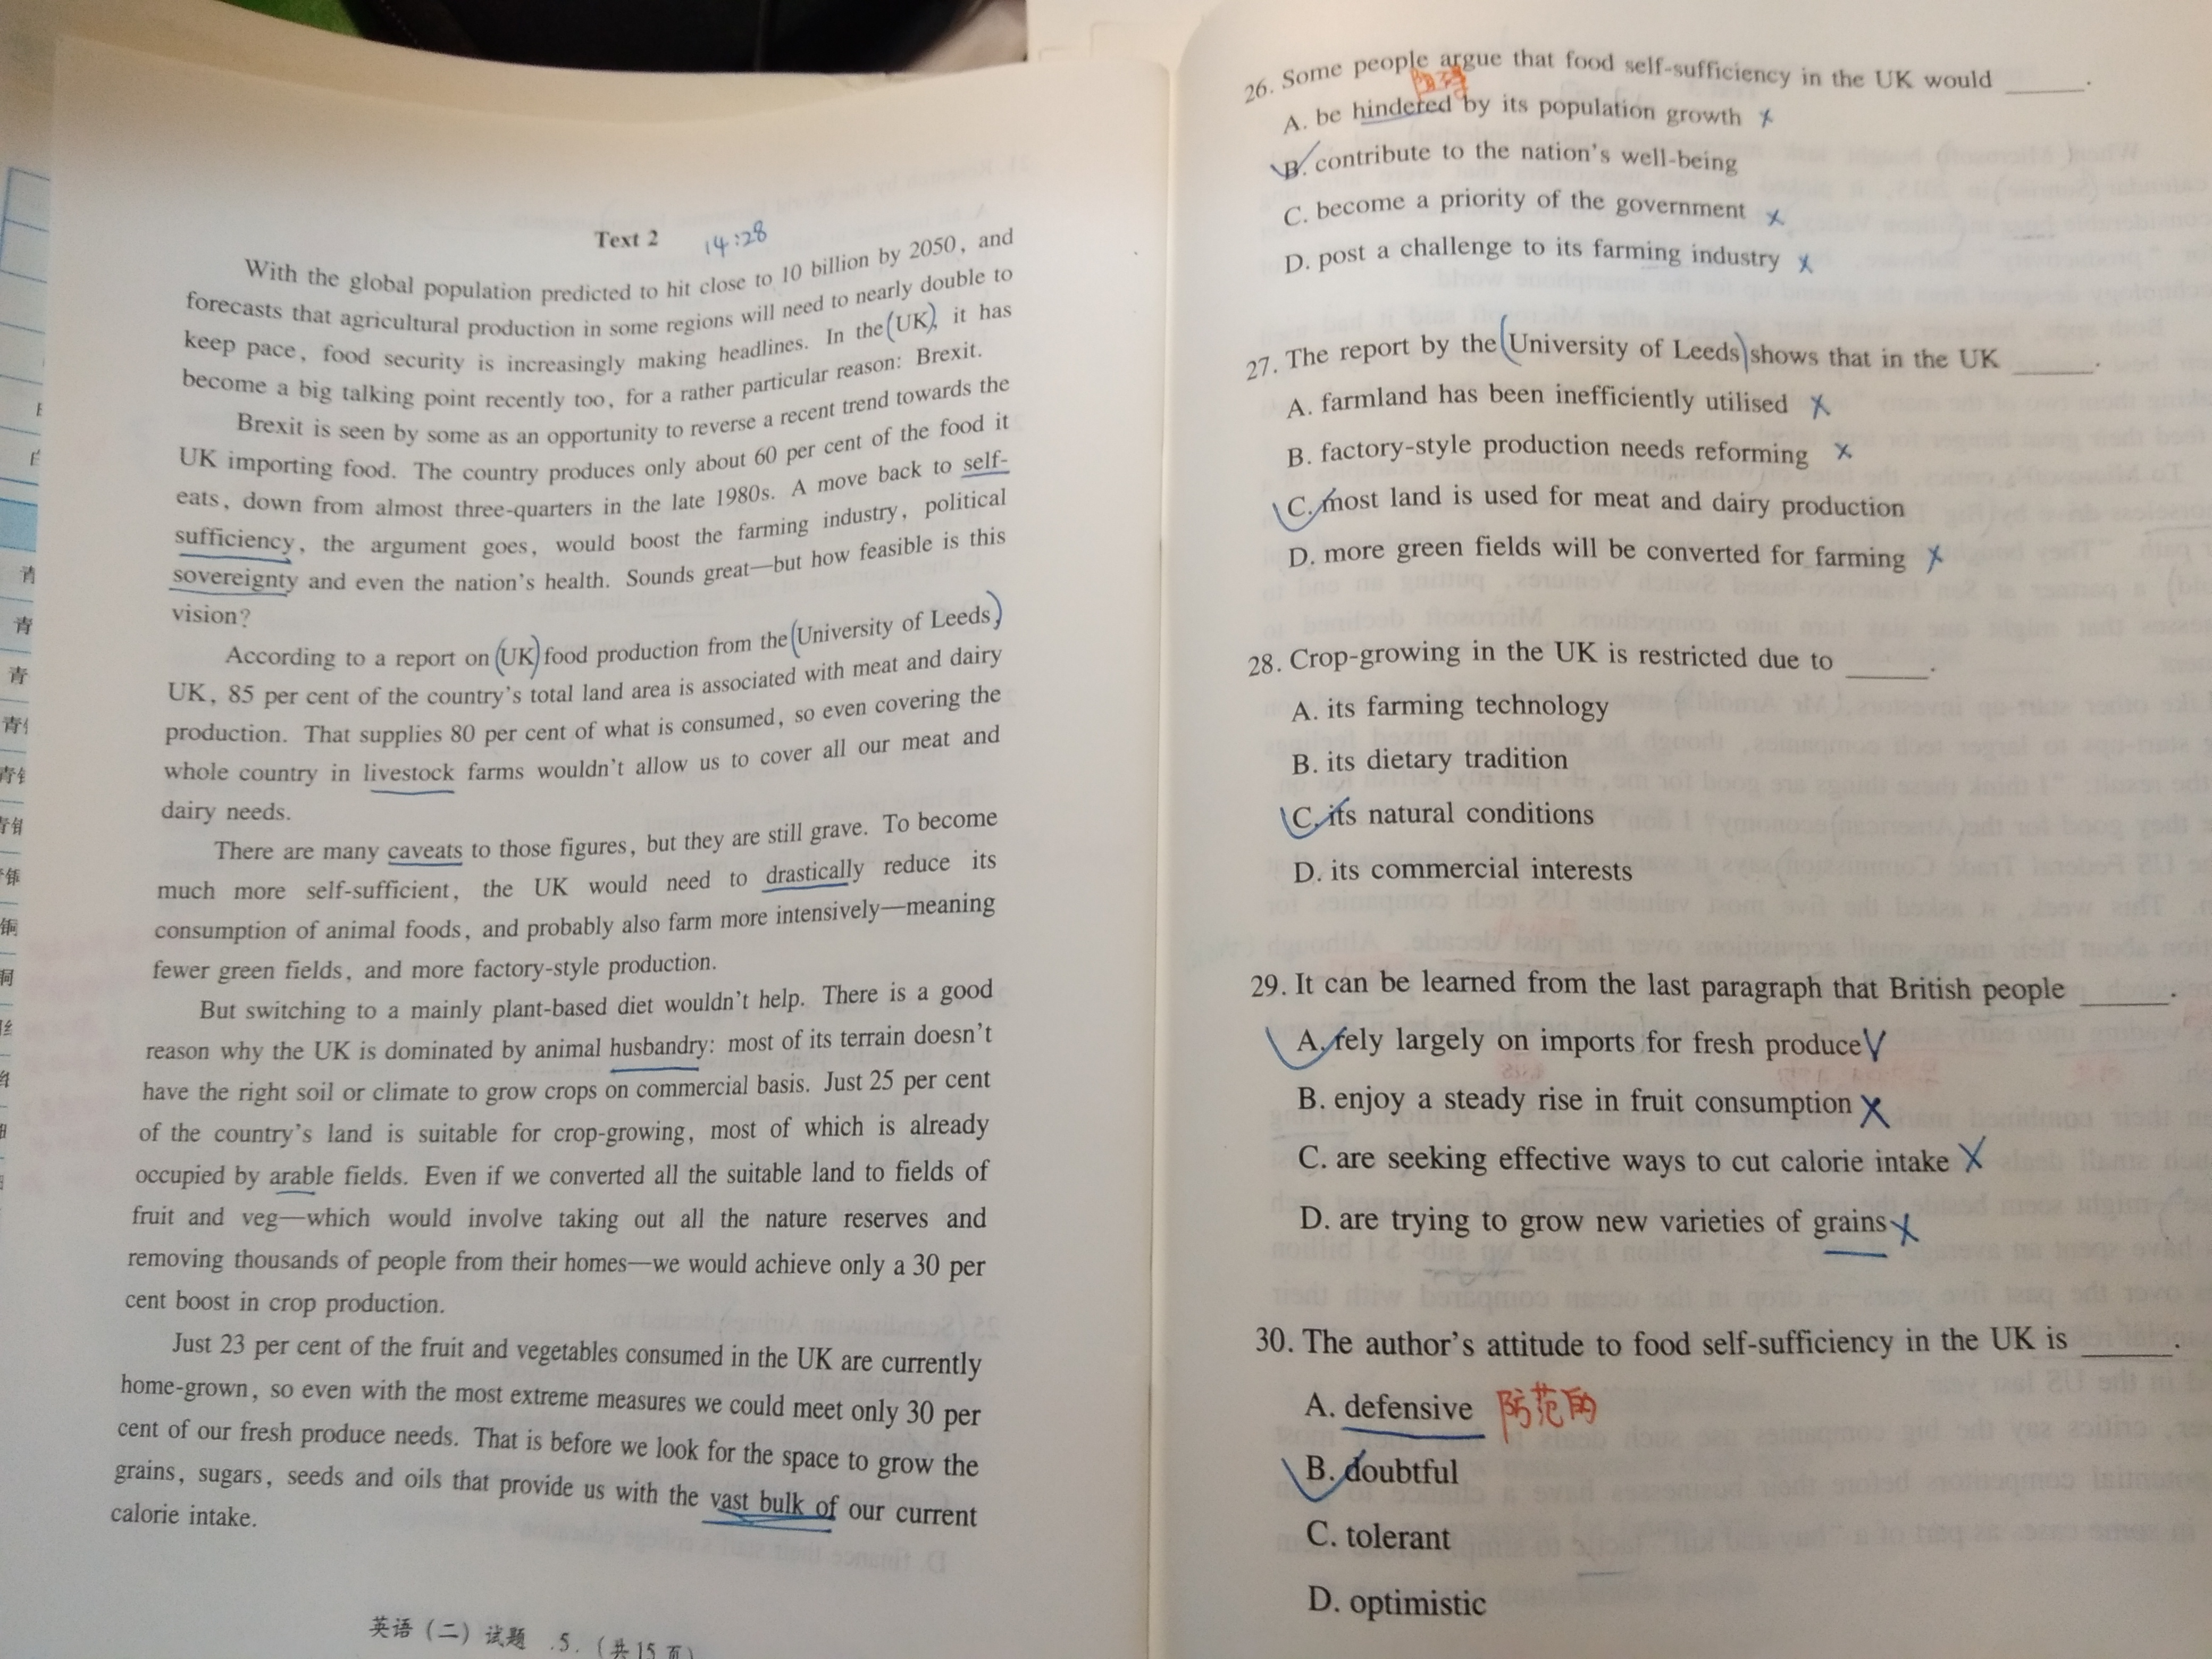 Text 2 14:28
With the global population predicted to hit close to 10 billion by 2050, and
forecasts that agricultural production in some regions will need to nearly double to
keep pace, food security is increasingly making headlines. In the (UK), it has
become a big talking point recently too, for a rather particular reason: Brexit.
Brexit is seen by some as an opportunity to reverse a recent trend towards the
UK importing food. The country produces only about 60 per cent of the food it
eats, down from almost three-quarters in the late 1980s. A move back to self-
sufficiency, the argument goes, would boost the farming industry, political
sovereignty and even the nation's health. Sounds great—but how feasible is this
vision?
According to a report on (UK) food production from the (University of Leeds)
UK, 85 per cent of the country's total land area is associated with meat and dairy
production. That supplies 80 per cent of what is consumed, so even covering the
whole country in livestock farms wouldn't allow us to cover all our meat and
dairy needs.
There are many caveats to those figures, but they are still grave. To become
much more self-sufficient, the UK would need to drastically reduce its
consumption of animal foods, and probably also farm more intensively—meaning
fewer green fields, and more factory-style production.
But switching to a mainly plant-based diet wouldn't help. There is a good
reason why the UK is dominated by animal husbandry: most of its terrain doesn't
have the right soil or climate to grow crops on commercial basis. Just 25 per cent
of the country's land is suitable for crop-growing, most of which is already
occupied by arable fields. Even if we converted all the suitable land to fields of
fruit and veg—which would involve taking out all the nature reserves and
removing thousands of people from their homes—we would achieve only a 30 per
cent boost in crop production.
Just 23 per cent of the fruit and vegetables consumed in the UK are currently
home-grown, so even with the most extreme measures we could meet only 30 per
cent of our fresh produce needs. That is before we look for the space to grow the
grains, sugars, seeds and oils that provide us with the vast bulk of our current
calorie intake.
英语（二）试题 .5. （共15页）
26. Some people argue that food self-sufficiency in the UK would ______.
A. be hindered by its population growth ×
B. contribute to the nation's well-being
C. become a priority of the government ×
D. post a challenge to its farming industry ×
27. The report by the (University of Leeds) shows that in the UK ______.
A. farmland has been inefficiently utilised ×
B. factory-style production needs reforming ×
C. most land is used for meat and dairy production
D. more green fields will be converted for farming ×
28. Crop-growing in the UK is restricted due to ______.
A. its farming technology
B. its dietary tradition
C. its natural conditions
D. its commercial interests
29. It can be learned from the last paragraph that British people ______.
A. rely largely on imports for fresh produce √
B. enjoy a steady rise in fruit consumption ×
C. are seeking effective ways to cut calorie intake ×
D. are trying to grow new varieties of grains ×
30. The author's attitude to food self-sufficiency in the UK is ______.
A. defensive 防范的
B. doubtful
C. tolerant
D. optimistic